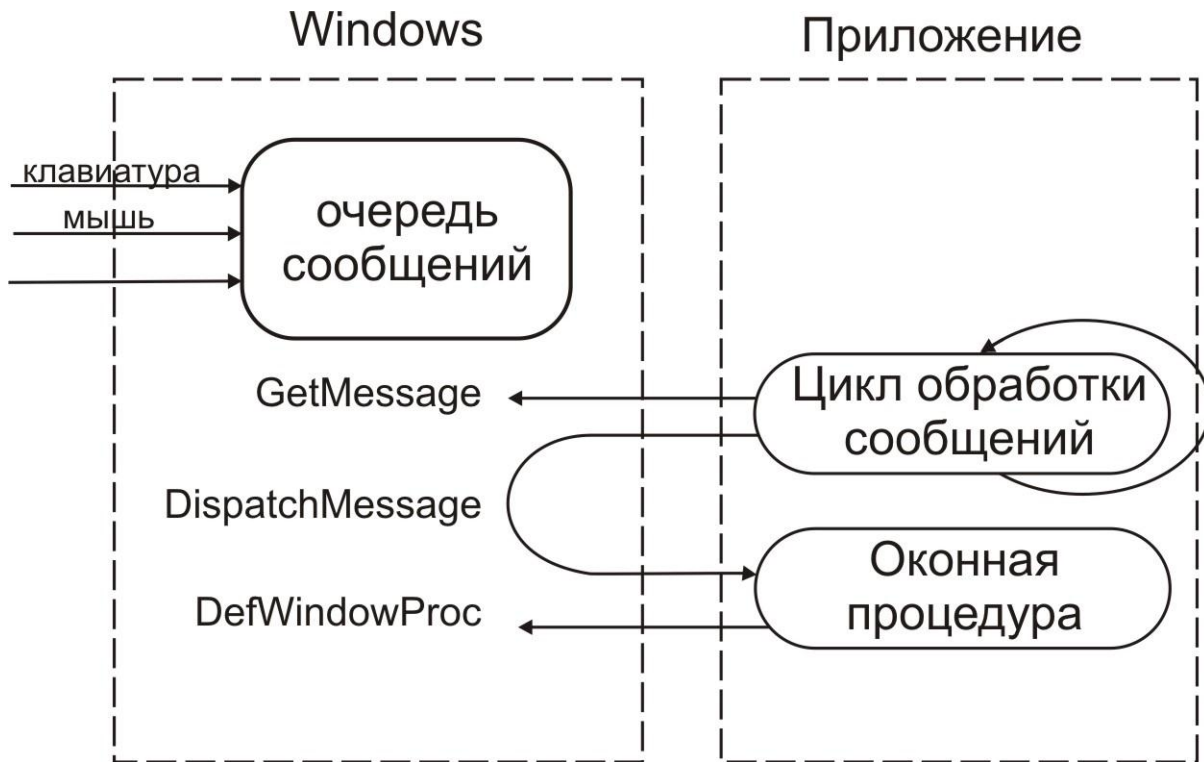 Windows
Приложение
клавиатура
мышь
очередь
сообщений
GetMessage
Цикл обработки
сообщений
DispatchMessage
Оконная
процедура
DefWindowProc